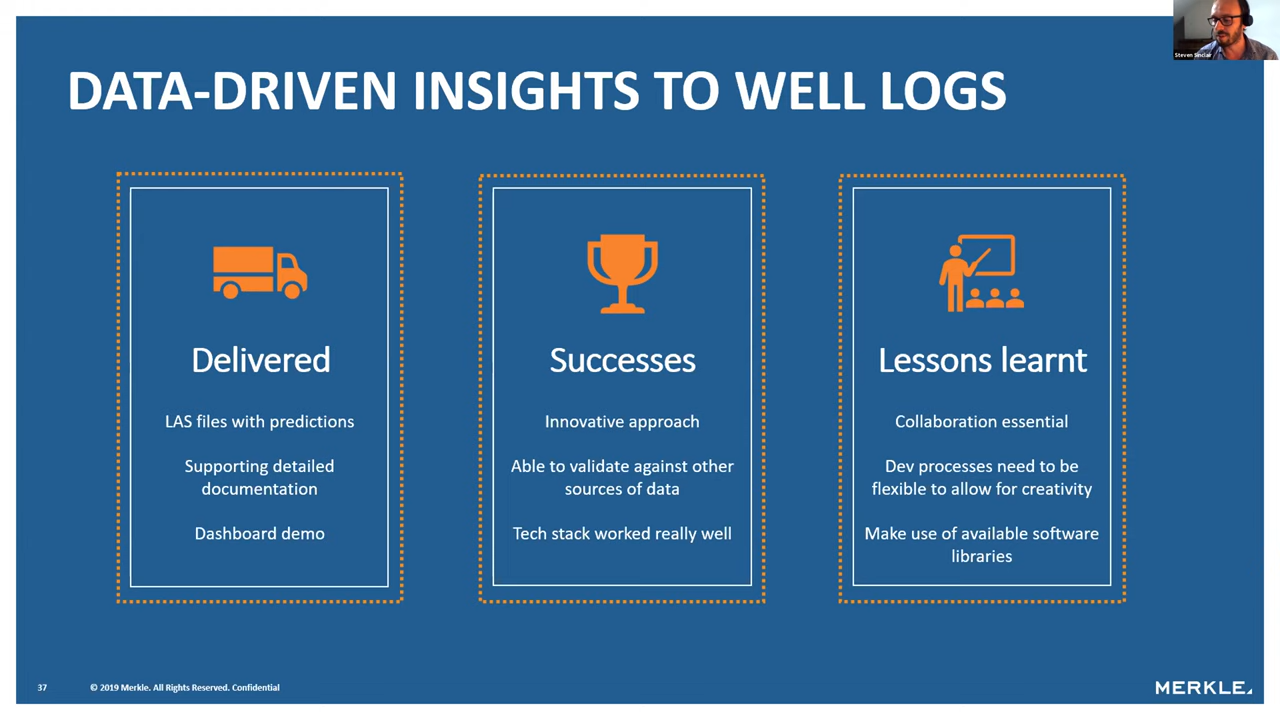 Steven Sinclair
DATA-DRIVEN INSIGHTS TO WELL LOGS
Delivered
LAS files with predictions
Supporting detailed
documentation
Dashboard demo
Successes
Innovative approach
Able to validate against other
sources of data
Tech stack worked really well
Lessons learnt
Collaboration essential
Dev processes need to be
flexible to allow for creativity
Make use of available software
libraries
37
© 2019 Merkle. All Rights Reserved. Confidential
MERKLE